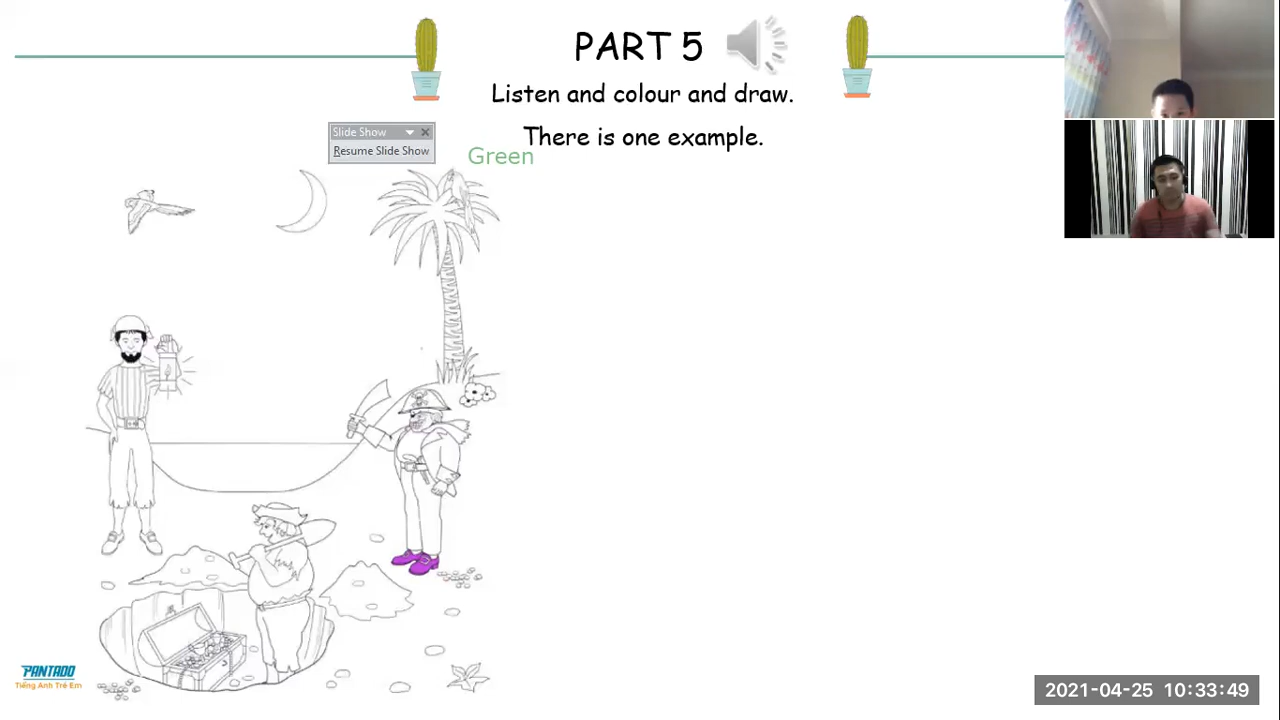 PART 5
Listen and colour and draw.
There is one example.
Slide Show
Resume Slide Show
Green
PANTADO
Tiếng Anh Trẻ Em
2021-04-25 10:33:49